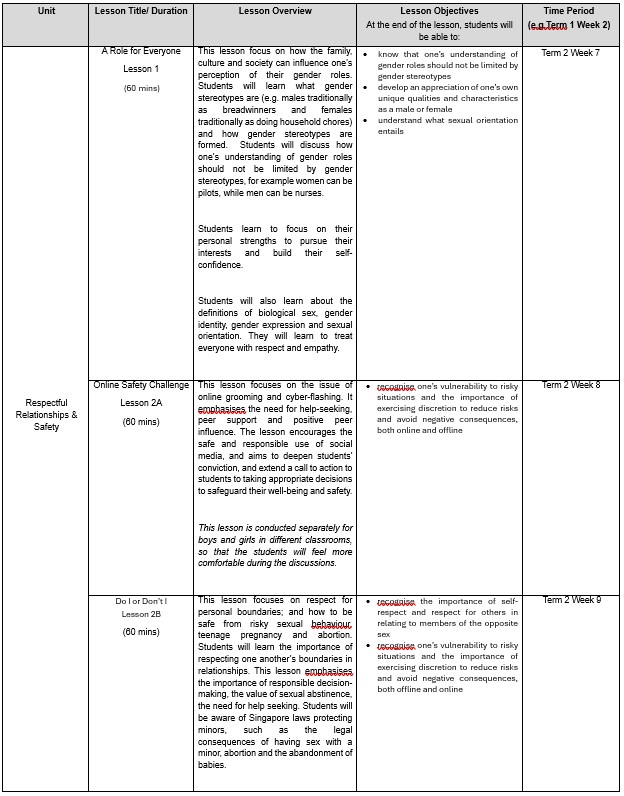 Unit
Lesson Title/ Duration
Lesson Overview
Lesson Objectives
At the end of the lesson, students will
be able to:
Time Period
(e.g.Term 1 Week 2)
Respectful
Relationships &
Safety
A Role for Everyone
Lesson 1
(60 mins)
This lesson focus on how the family,
culture and society can influence one's
perception of their gender roles.
Students will learn what gender
stereotypes are (e.g. males traditionally
as breadwinners and females
traditionally as doing household chores)
and how gender stereotypes are
formed. Students will discuss how
one's understanding of gender roles
should not be limited by gender
stereotypes, for example women can be
pilots, while men can be nurses.
Students learn to focus on their
personal strengths to pursue their
interests and build their self-
confidence.
Students will also learn about the
definitions of biological sex, gender
identity, gender expression and sexual
orientation. They will learn to treat
everyone with respect and empathy.
• know that one's understanding of
gender roles should not be limited by
gender stereotypes
• develop an appreciation of one's own
unique qualities and characteristics
as a male or female
• understand what sexual orientation
entails
Term 2 Week 7
Online Safety Challenge
Lesson 2A
(60 mins)
This lesson focuses on the issue of
online grooming and cyber-flashing. It
emphasises the need for help-seeking,
peer support and positive peer
influence. The lesson encourages the
safe and responsible use of social
media, and aims to deepen students'
conviction, and extend a call to action to
students to taking appropriate decisions
to safeguard their well-being and safety.
This lesson is conducted separately for
boys and girls in different classrooms,
so that the students will feel more
comfortable during the discussions.
• recognise one's vulnerability to risky
situations and the importance of
exercising discretion to reduce risks
and avoid negative consequences,
both online and offline
Term 2 Week 8
Do I or Don't I
Lesson 2B
(60 mins)
This lesson focuses on respect for
personal boundaries; and how to be
safe from risky sexual behaviour,
teenage pregnancy and abortion.
Students will learn the importance of
respecting one another's boundaries in
relationships. This lesson emphasises
the importance of responsible decision-
making, the value of sexual abstinence,
the need for help seeking. Students will
be aware of Singapore laws protecting
minors, such as the legal
consequences of having sex with a
minor, abortion and the abandonment of
babies.
• recognise the importance of self-
respect and respect for others in
relating to members of the opposite
sex
• recognise one's vulnerability to risky
situations and the importance of
exercising discretion to reduce risks
and avoid negative consequences,
both offline and online
Term 2 Week 9